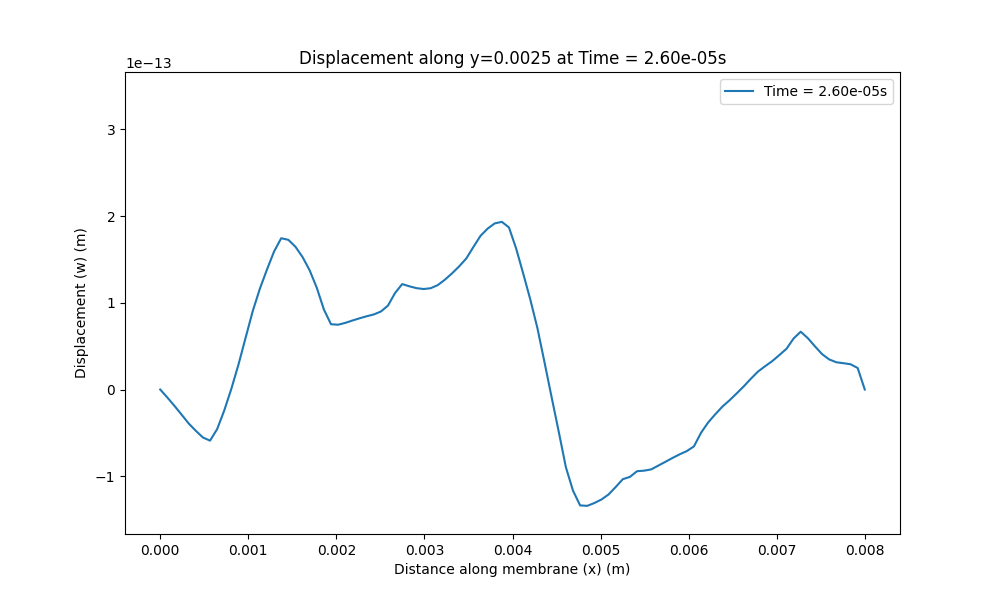 Displacement along y=0.0025 at Time = 2.60e-05s
1e−13
Time = 2.60e-05s
3
2
1
0
−1
Displacement (w) (m)
0.000 0.001 0.002 0.003 0.004 0.005 0.006 0.007 0.008
Distance along membrane (x) (m)